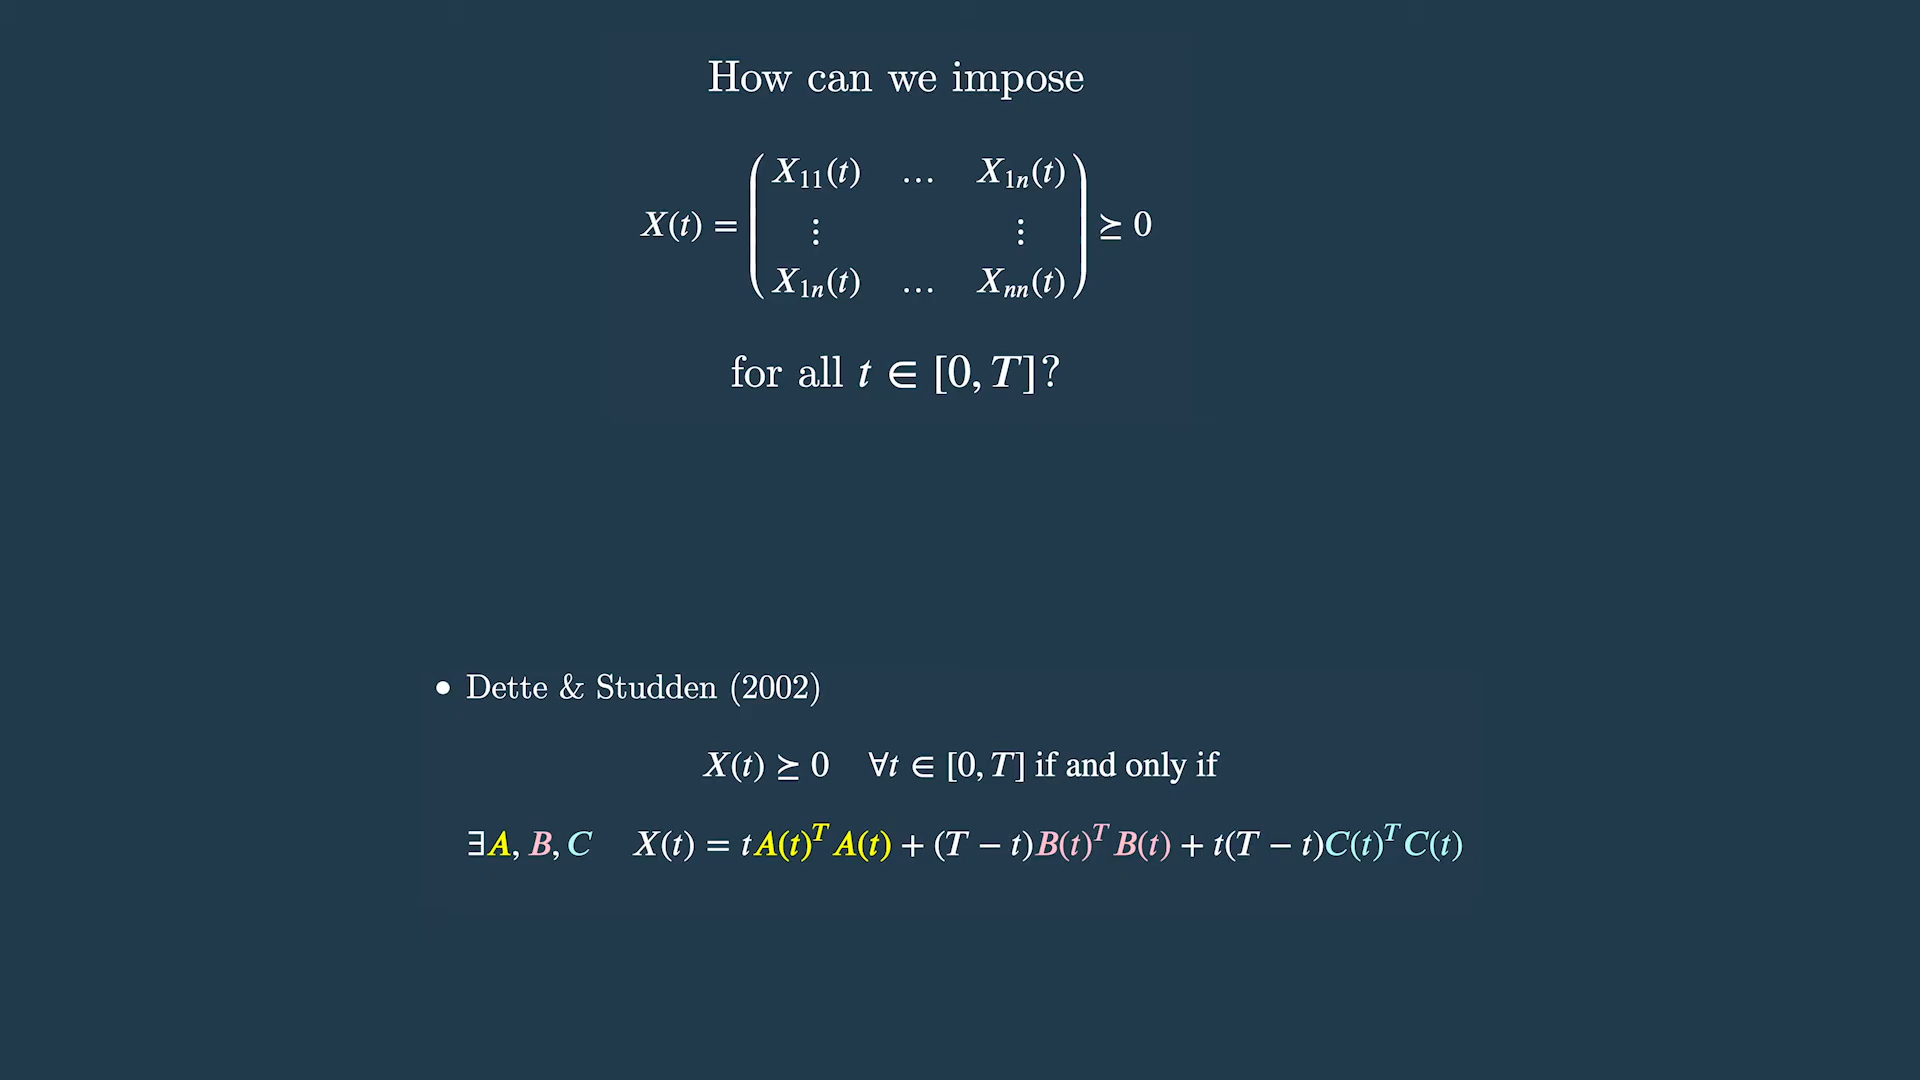 How can we impose
X(t) = ( X₁₁(t) … X₁ₙ(t)
⋮ ⋮
X₁ₙ(t) … Xₙₙ(t) ) ⪰ 0
for all t ∈ [0, T]?
• Dette & Studden (2002)
X(t) ⪰ 0 ∀t ∈ [0, T] if and only if
∃A, B, C X(t) = tA(t)ᵀA(t) + (T − t)B(t)ᵀB(t) + t(T − t)C(t)ᵀC(t)